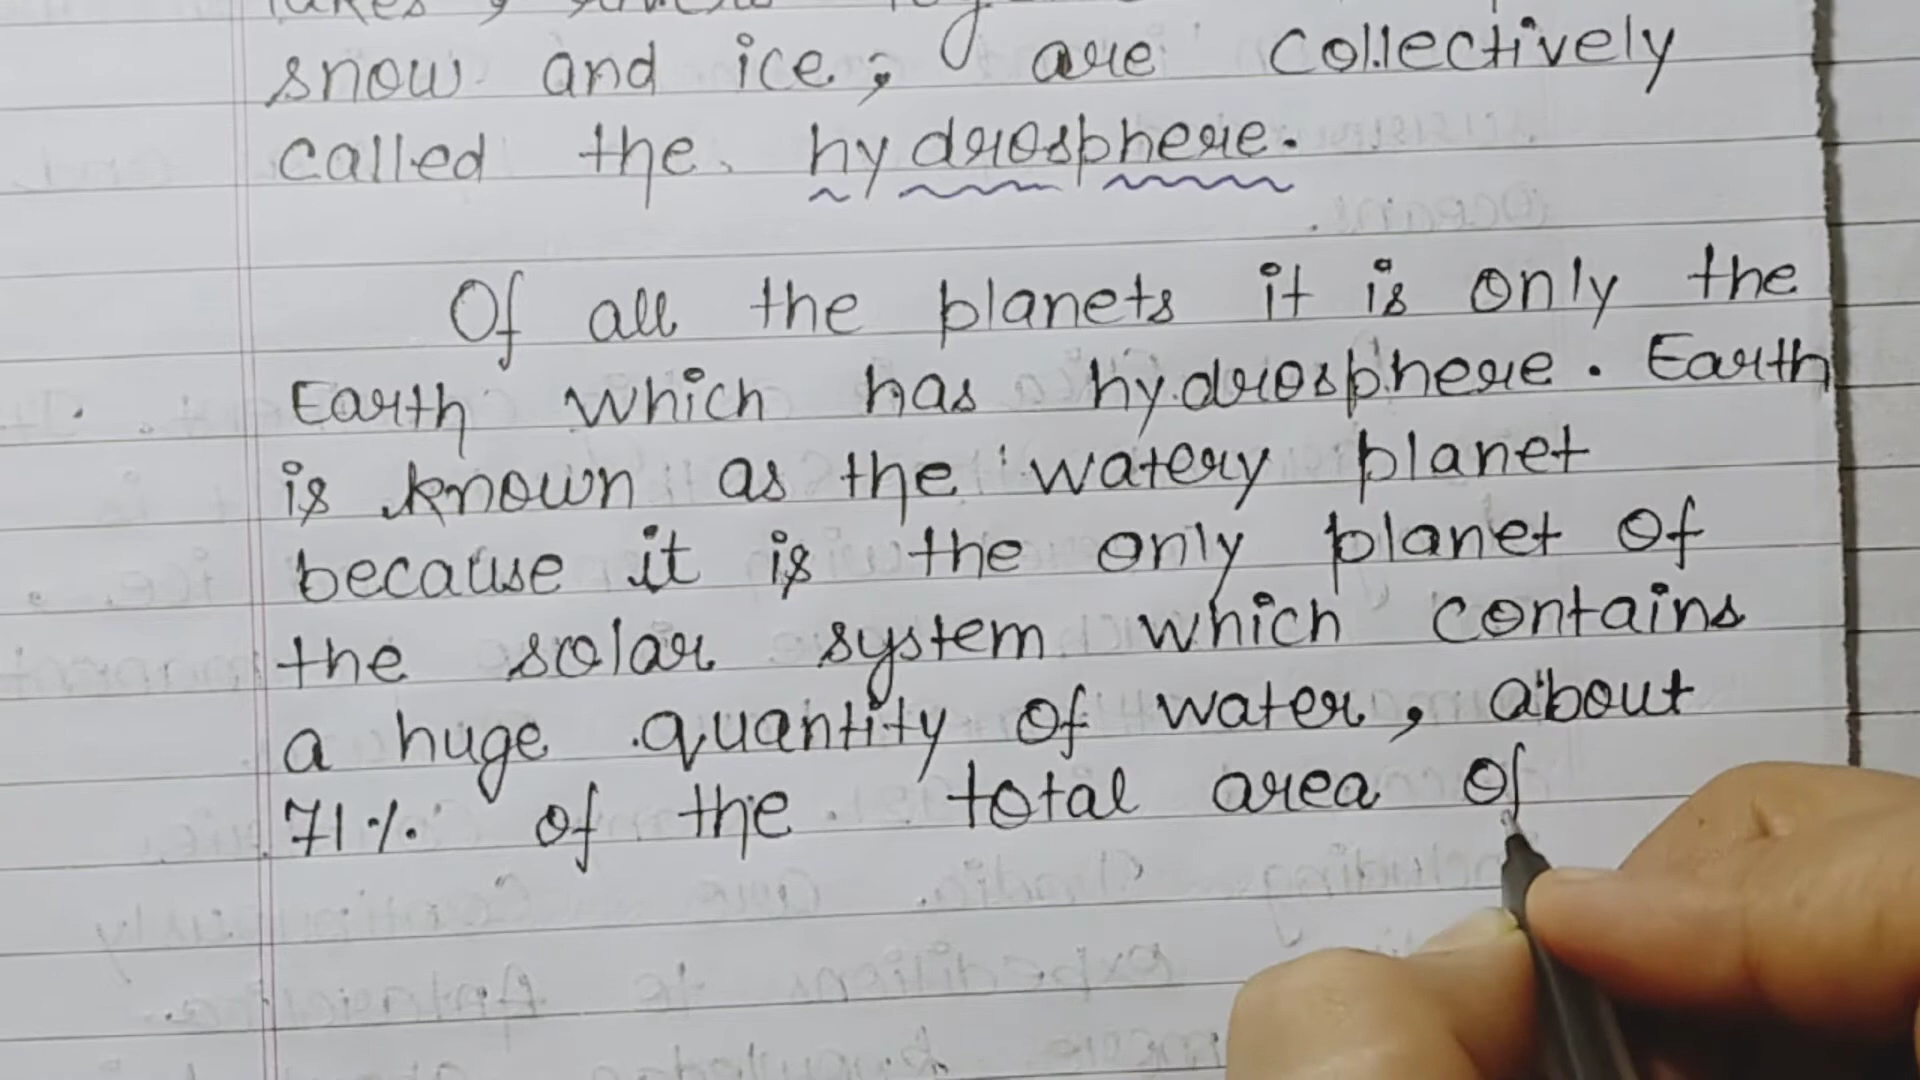 snow and ice, are collectively
called the hydrosphere.
Of all the planets it is only the
Earth which has hydrosphere. Earth
is known as the watery planet
because it is the only planet of
the solar system which contains
a huge quantity of water, about
71% of the total area of